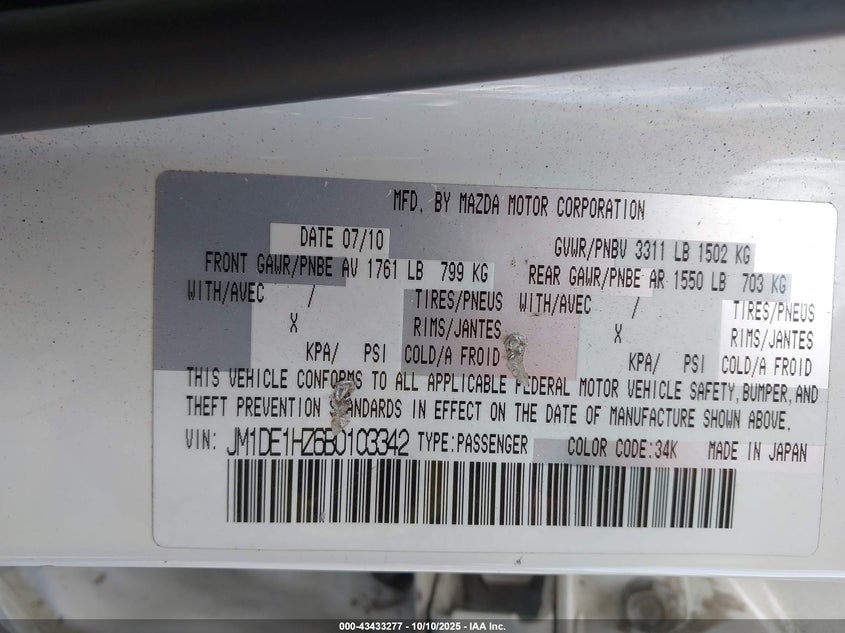 MFD. BY MAZDA MOTOR CORPORATION
DATE 07/10 GVWR/PNBV 3311 LB 1502 KG
FRONT GAWR/PNBE AV 1761 LB 799 KG REAR GAWR/PNBE AR 1550 LB 703 KG
WITH/AVEC / TIRES/PNEUS WITH/AVEC / TIRES/PNEUS
X RIMS/JANTES X RIMS/JANTES
KPA/ PSI COLD/A FROID KPA/ PSI COLD/A FROID
THIS VEHICLE CONFORMS TO ALL APPLICABLE FEDERAL MOTOR VEHICLE SAFETY, BUMPER, AND
THEFT PREVENTION STANDARDS IN EFFECT ON THE DATE OF MANUFACTURE SHOWN ABOVE.
VIN: JM1DE1HZ6B0103342 TYPE:PASSENGER COLOR CODE:34K MADE IN JAPAN
000-43433277 - 10/10/2025 - IAA Inc.